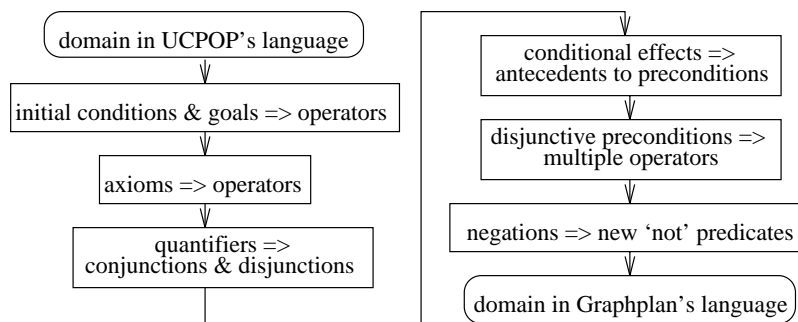 domain in UCPOP's language
initial conditions & goals => operators
axioms => operators
quantifiers =>
conjunctions & disjunctions
conditional effects =>
antecedents to preconditions
disjunctive preconditions =>
multiple operators
negations => new ‘not’ predicates
domain in Graphplan's language